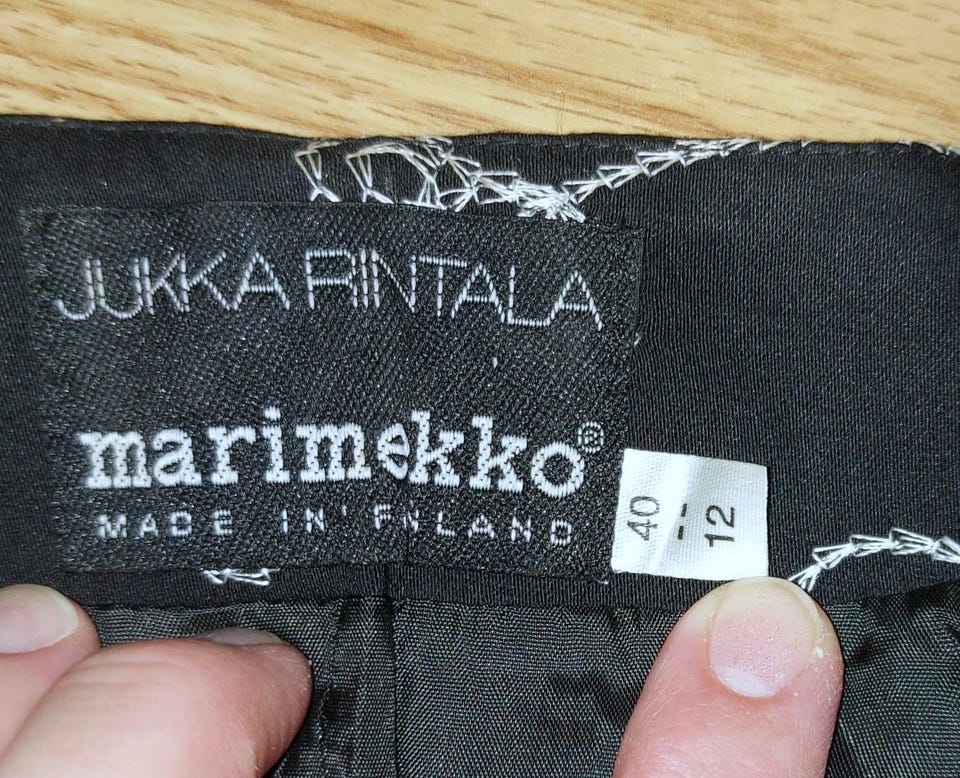 JUKKA RINTALA
marimekko®
MADE IN FINLAND
40
--
12